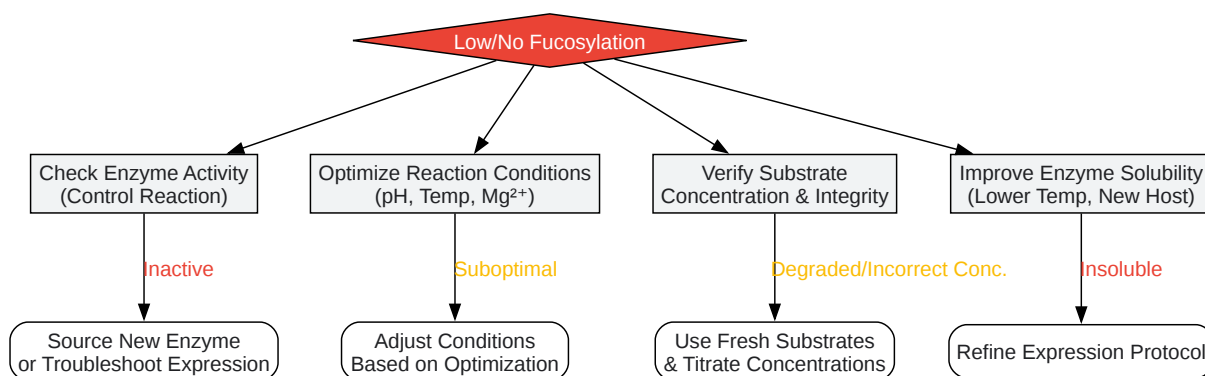 Low/No Fucosylation
Check Enzyme Activity
(Control Reaction)
Optimize Reaction Conditions
(pH, Temp, Mg²⁺)
Verify Substrate
Concentration & Integrity
Improve Enzyme Solubility
(Lower Temp, New Host)
Inactive
Suboptimal
Degraded/Incorrect Conc.
Insoluble
Source New Enzyme
or Troubleshoot Expression
Adjust Conditions
Based on Optimization
Use Fresh Substrates
& Titrate Concentrations
Refine Expression Protocol